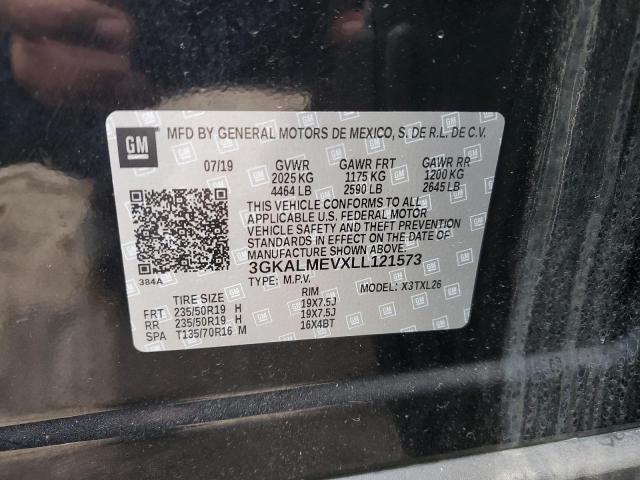 GM MFD BY GENERAL MOTORS DE MEXICO, S. DE R.L. DE C.V.
07/19 GVWR GAWR FRT GAWR RR
2025 KG 1175 KG 1200 KG
4464 LB 2590 LB 2645 LB
THIS VEHICLE CONFORMS TO ALL
APPLICABLE U.S. FEDERAL MOTOR
VEHICLE SAFETY AND THEFT
PREVENTION STANDARDS IN
EFFECT ON THE DATE OF
MANUFACTURE SHOWN ABOVE.
3GKALMEVXLL121573
384A TYPE: M.P.V. MODEL: X3TXL26
TIRE SIZE RIM
FRT 235/50R19 H 19X7.5J
RR 235/50R19 H 19X7.5J
SPA T135/70R16 M 16X4BT